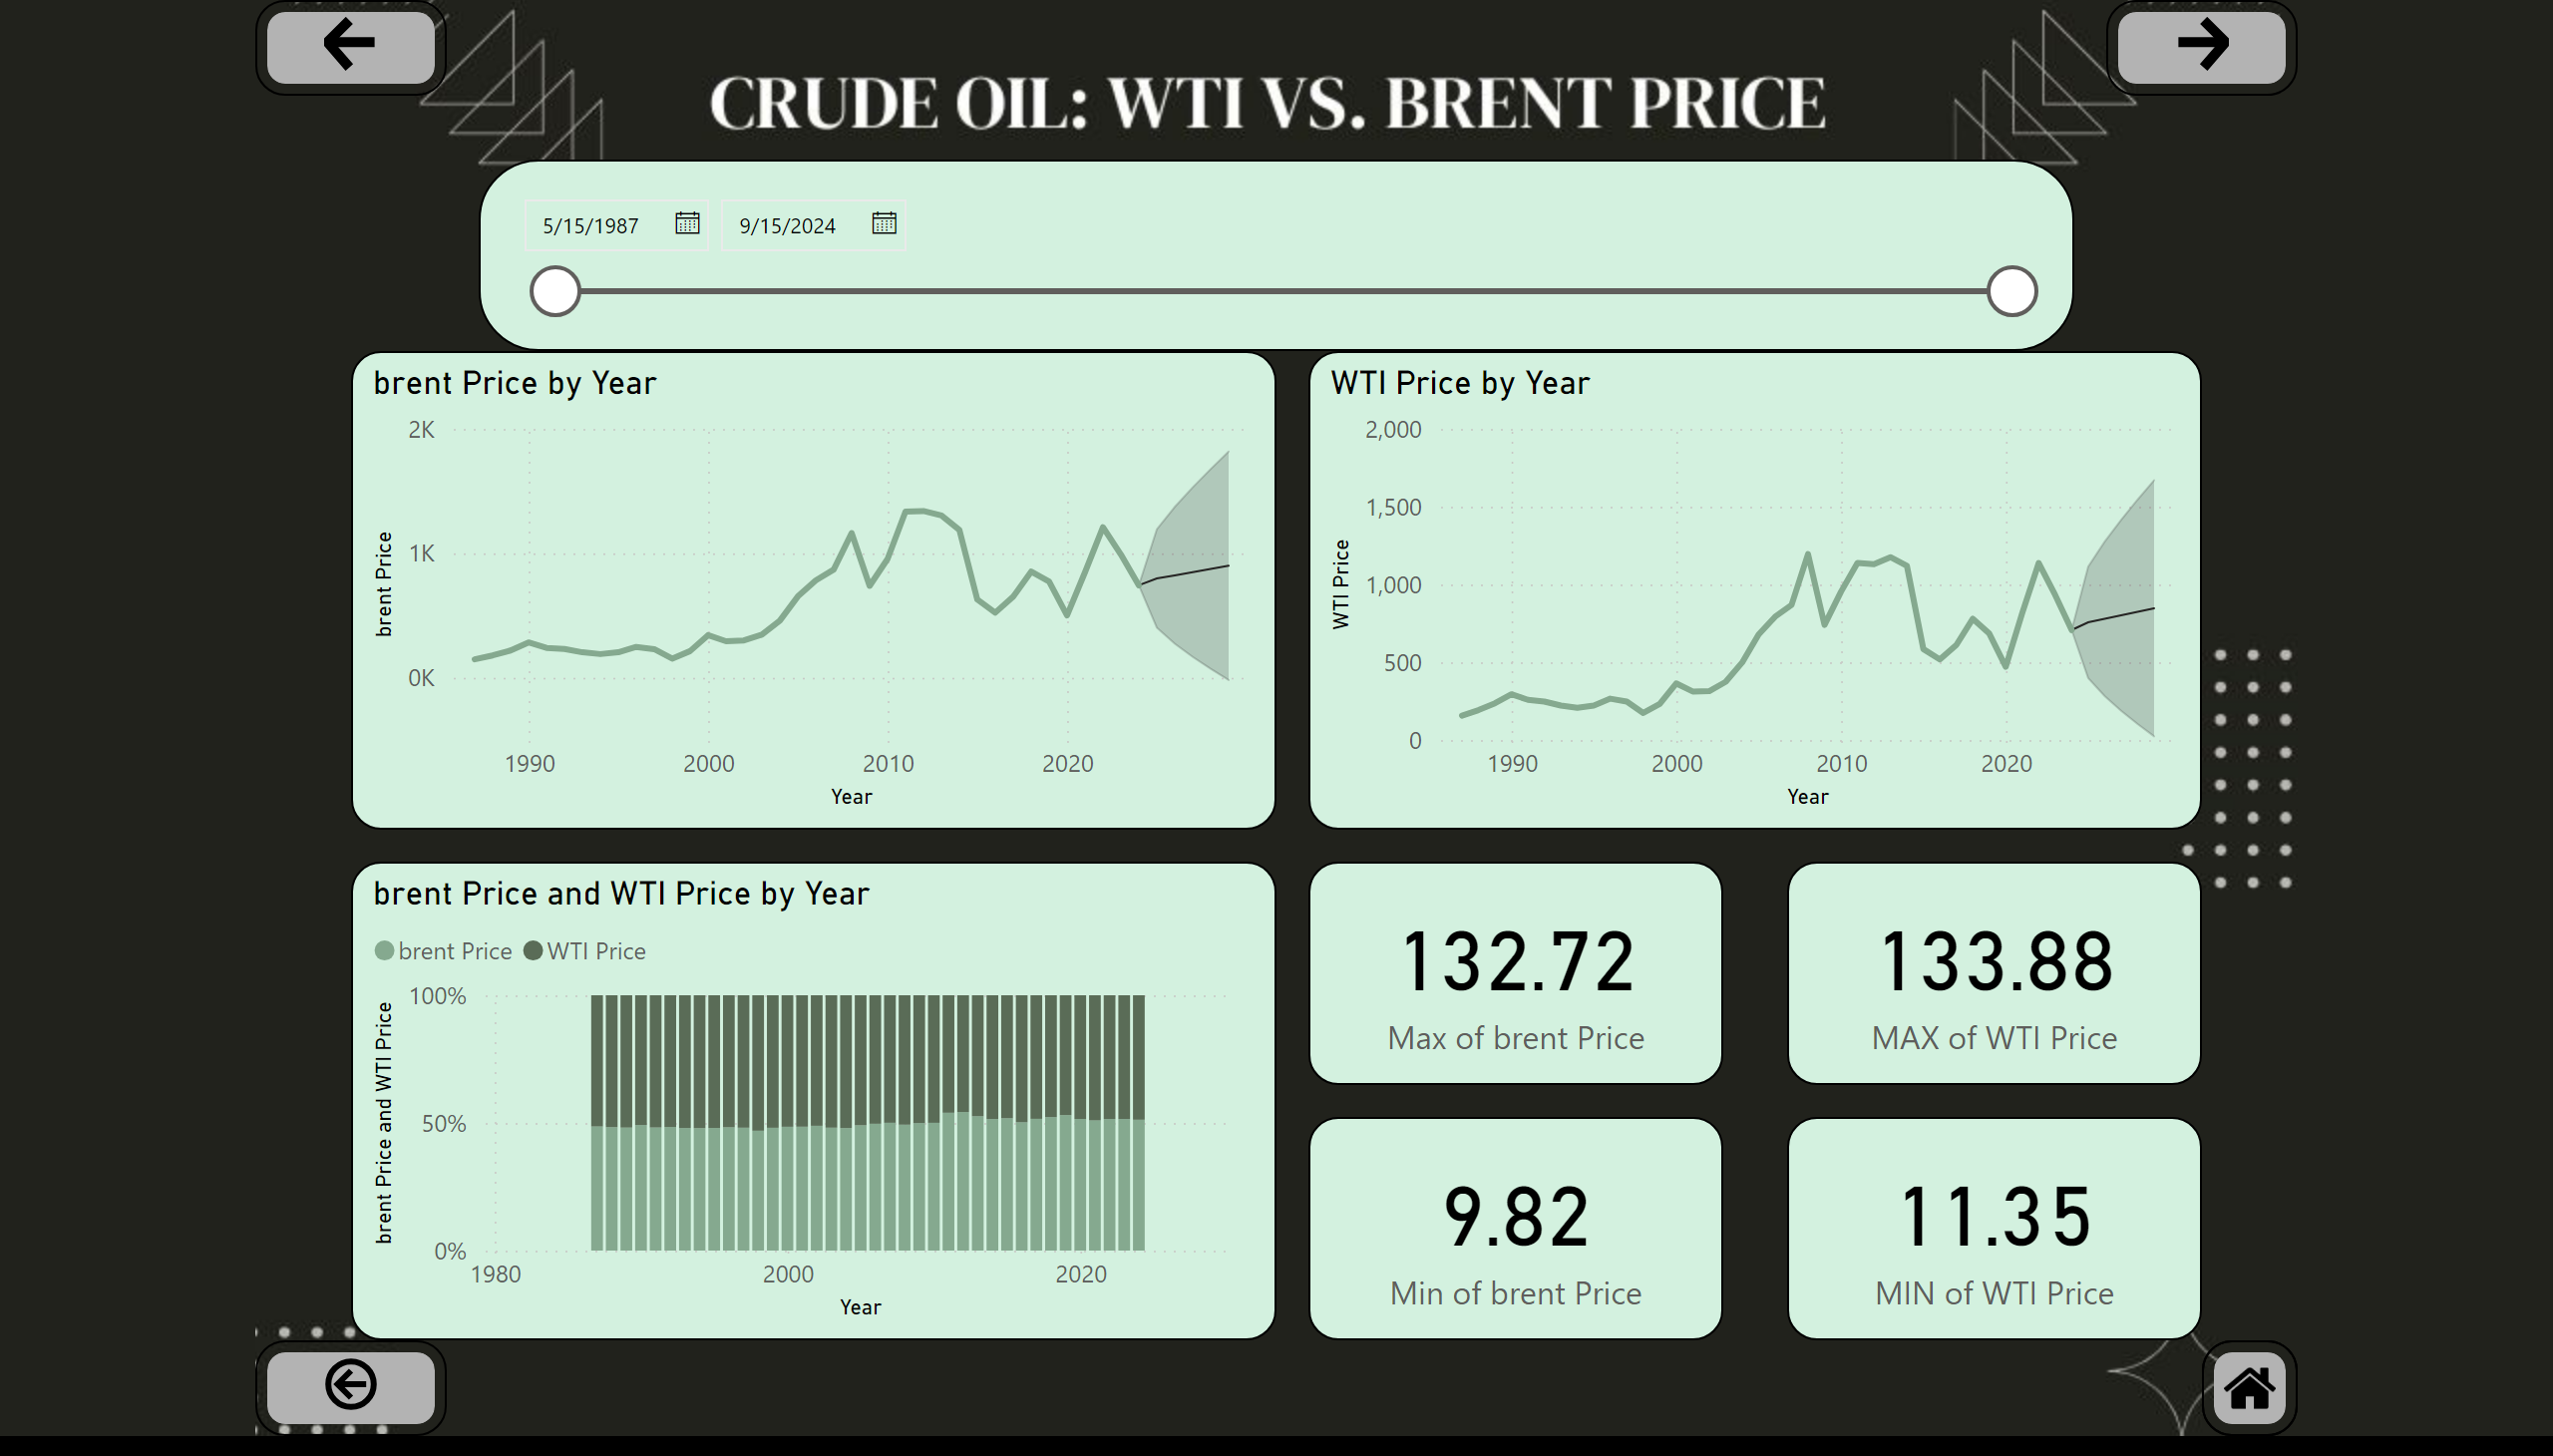 CRUDE OIL: WTI VS. BRENT PRICE
5/15/1987
9/15/2024
brent Price by Year
2K
1K
0K
brent Price
1990 2000 2010 2020
Year
WTI Price by Year
2,000
1,500
1,000
500
0
WTI Price
1990 2000 2010 2020
Year
brent Price and WTI Price by Year
brent Price WTI Price
100%
50%
0%
brent Price and WTI Price
1980 2000 2020
Year
132.72
Max of brent Price
133.88
MAX of WTI Price
9.82
Min of brent Price
11.35
MIN of WTI Price